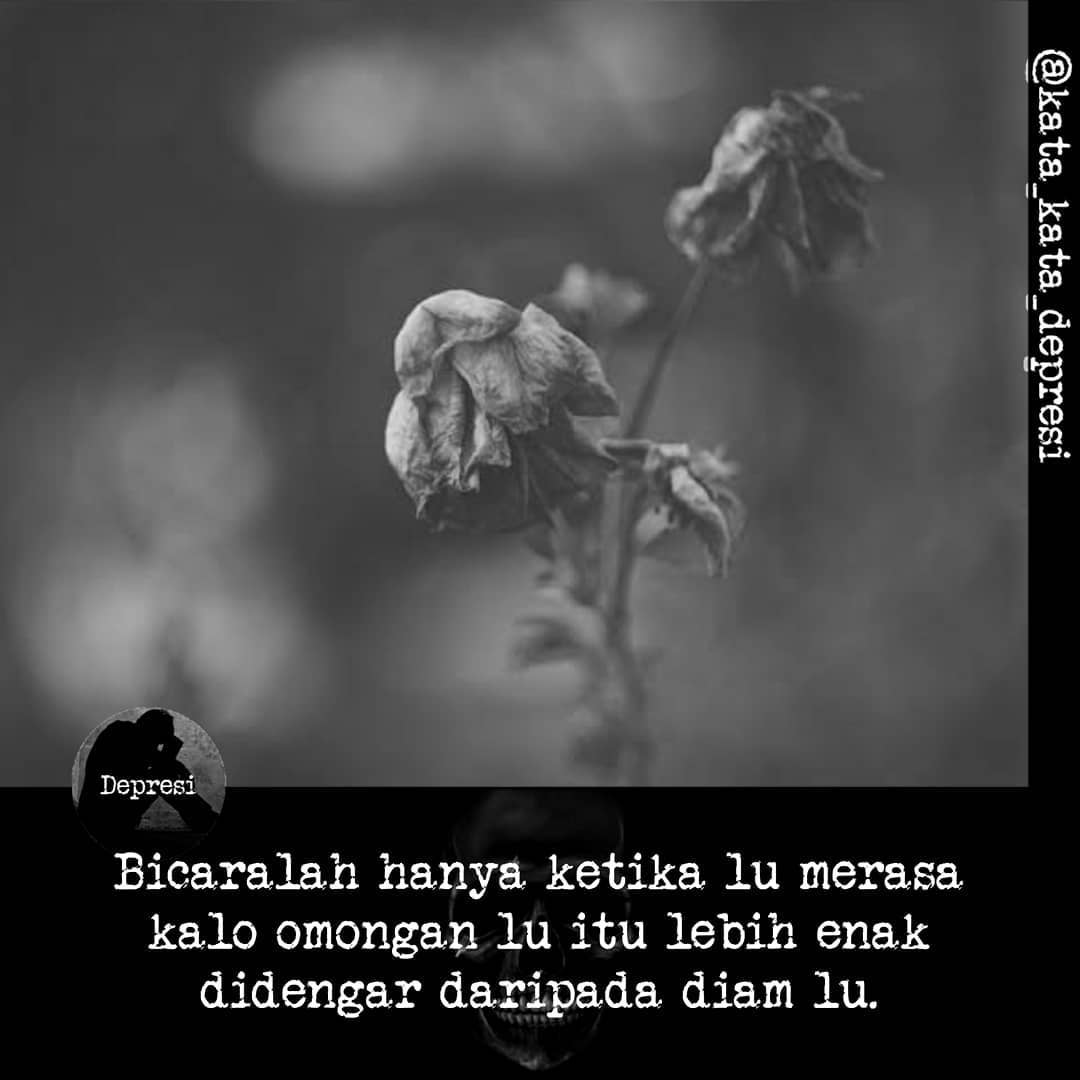 @kata_kata_depresi
Depresi
Bicaralah hanya ketika lu merasa
kalo omongan lu itu lebih enak
didengar daripada diam lu.